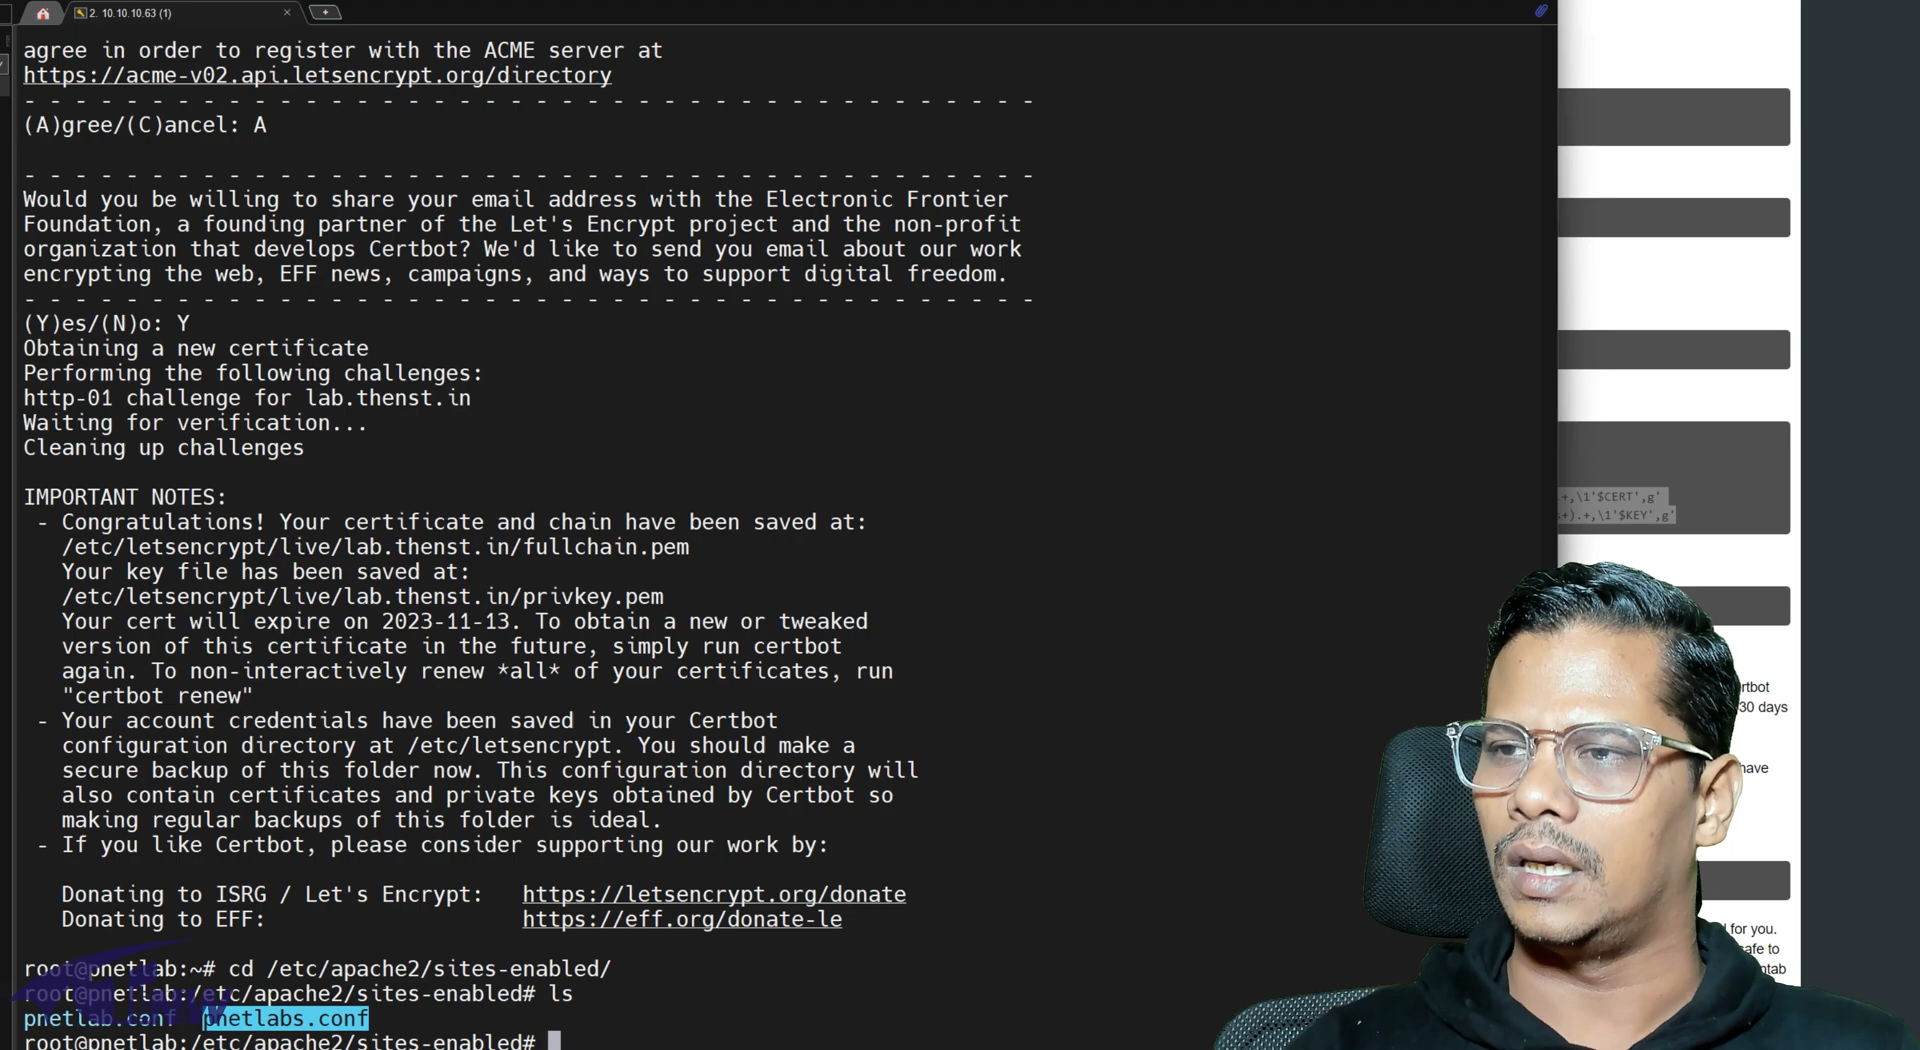 2. 10.10.10.63 (1)
agree in order to register with the ACME server at
https://acme-v02.api.letsencrypt.org/directory
- - - - - - - - - - - - - - - - - - - - - - - - - - - - - - - - - - - - - - - -
(A)gree/(C)ancel: A
- - - - - - - - - - - - - - - - - - - - - - - - - - - - - - - - - - - - - - - -
Would you be willing to share your email address with the Electronic Frontier
Foundation, a founding partner of the Let's Encrypt project and the non-profit
organization that develops Certbot? We'd like to send you email about our work
encrypting the web, EFF news, campaigns, and ways to support digital freedom.
- - - - - - - - - - - - - - - - - - - - - - - - - - - - - - - - - - - - - - - -
(Y)es/(N)o: Y
Obtaining a new certificate
Performing the following challenges:
http-01 challenge for lab.thenst.in
Waiting for verification...
Cleaning up challenges
IMPORTANT NOTES:
- Congratulations! Your certificate and chain have been saved at:
/etc/letsencrypt/live/lab.thenst.in/fullchain.pem
Your key file has been saved at:
/etc/letsencrypt/live/lab.thenst.in/privkey.pem
Your cert will expire on 2023-11-13. To obtain a new or tweaked
version of this certificate in the future, simply run certbot
again. To non-interactively renew *all* of your certificates, run
"certbot renew"
- Your account credentials have been saved in your Certbot
configuration directory at /etc/letsencrypt. You should make a
secure backup of this folder now. This configuration directory will
also contain certificates and private keys obtained by Certbot so
making regular backups of this folder is ideal.
- If you like Certbot, please consider supporting our work by:
Donating to ISRG / Let's Encrypt: https://letsencrypt.org/donate
Donating to EFF: https://eff.org/donate-le
root@pnetlab:~# cd /etc/apache2/sites-enabled/
root@pnetlab:/etc/apache2/sites-enabled# ls
pnetlab.conf pnetlabs.conf
root@pnetlab:/etc/apache2/sites-enabled#
.+,\1'$CERT',g'
s+).+,\1'$KEY',g'
rtbot
30 days
have
for you.
safe to
ntab